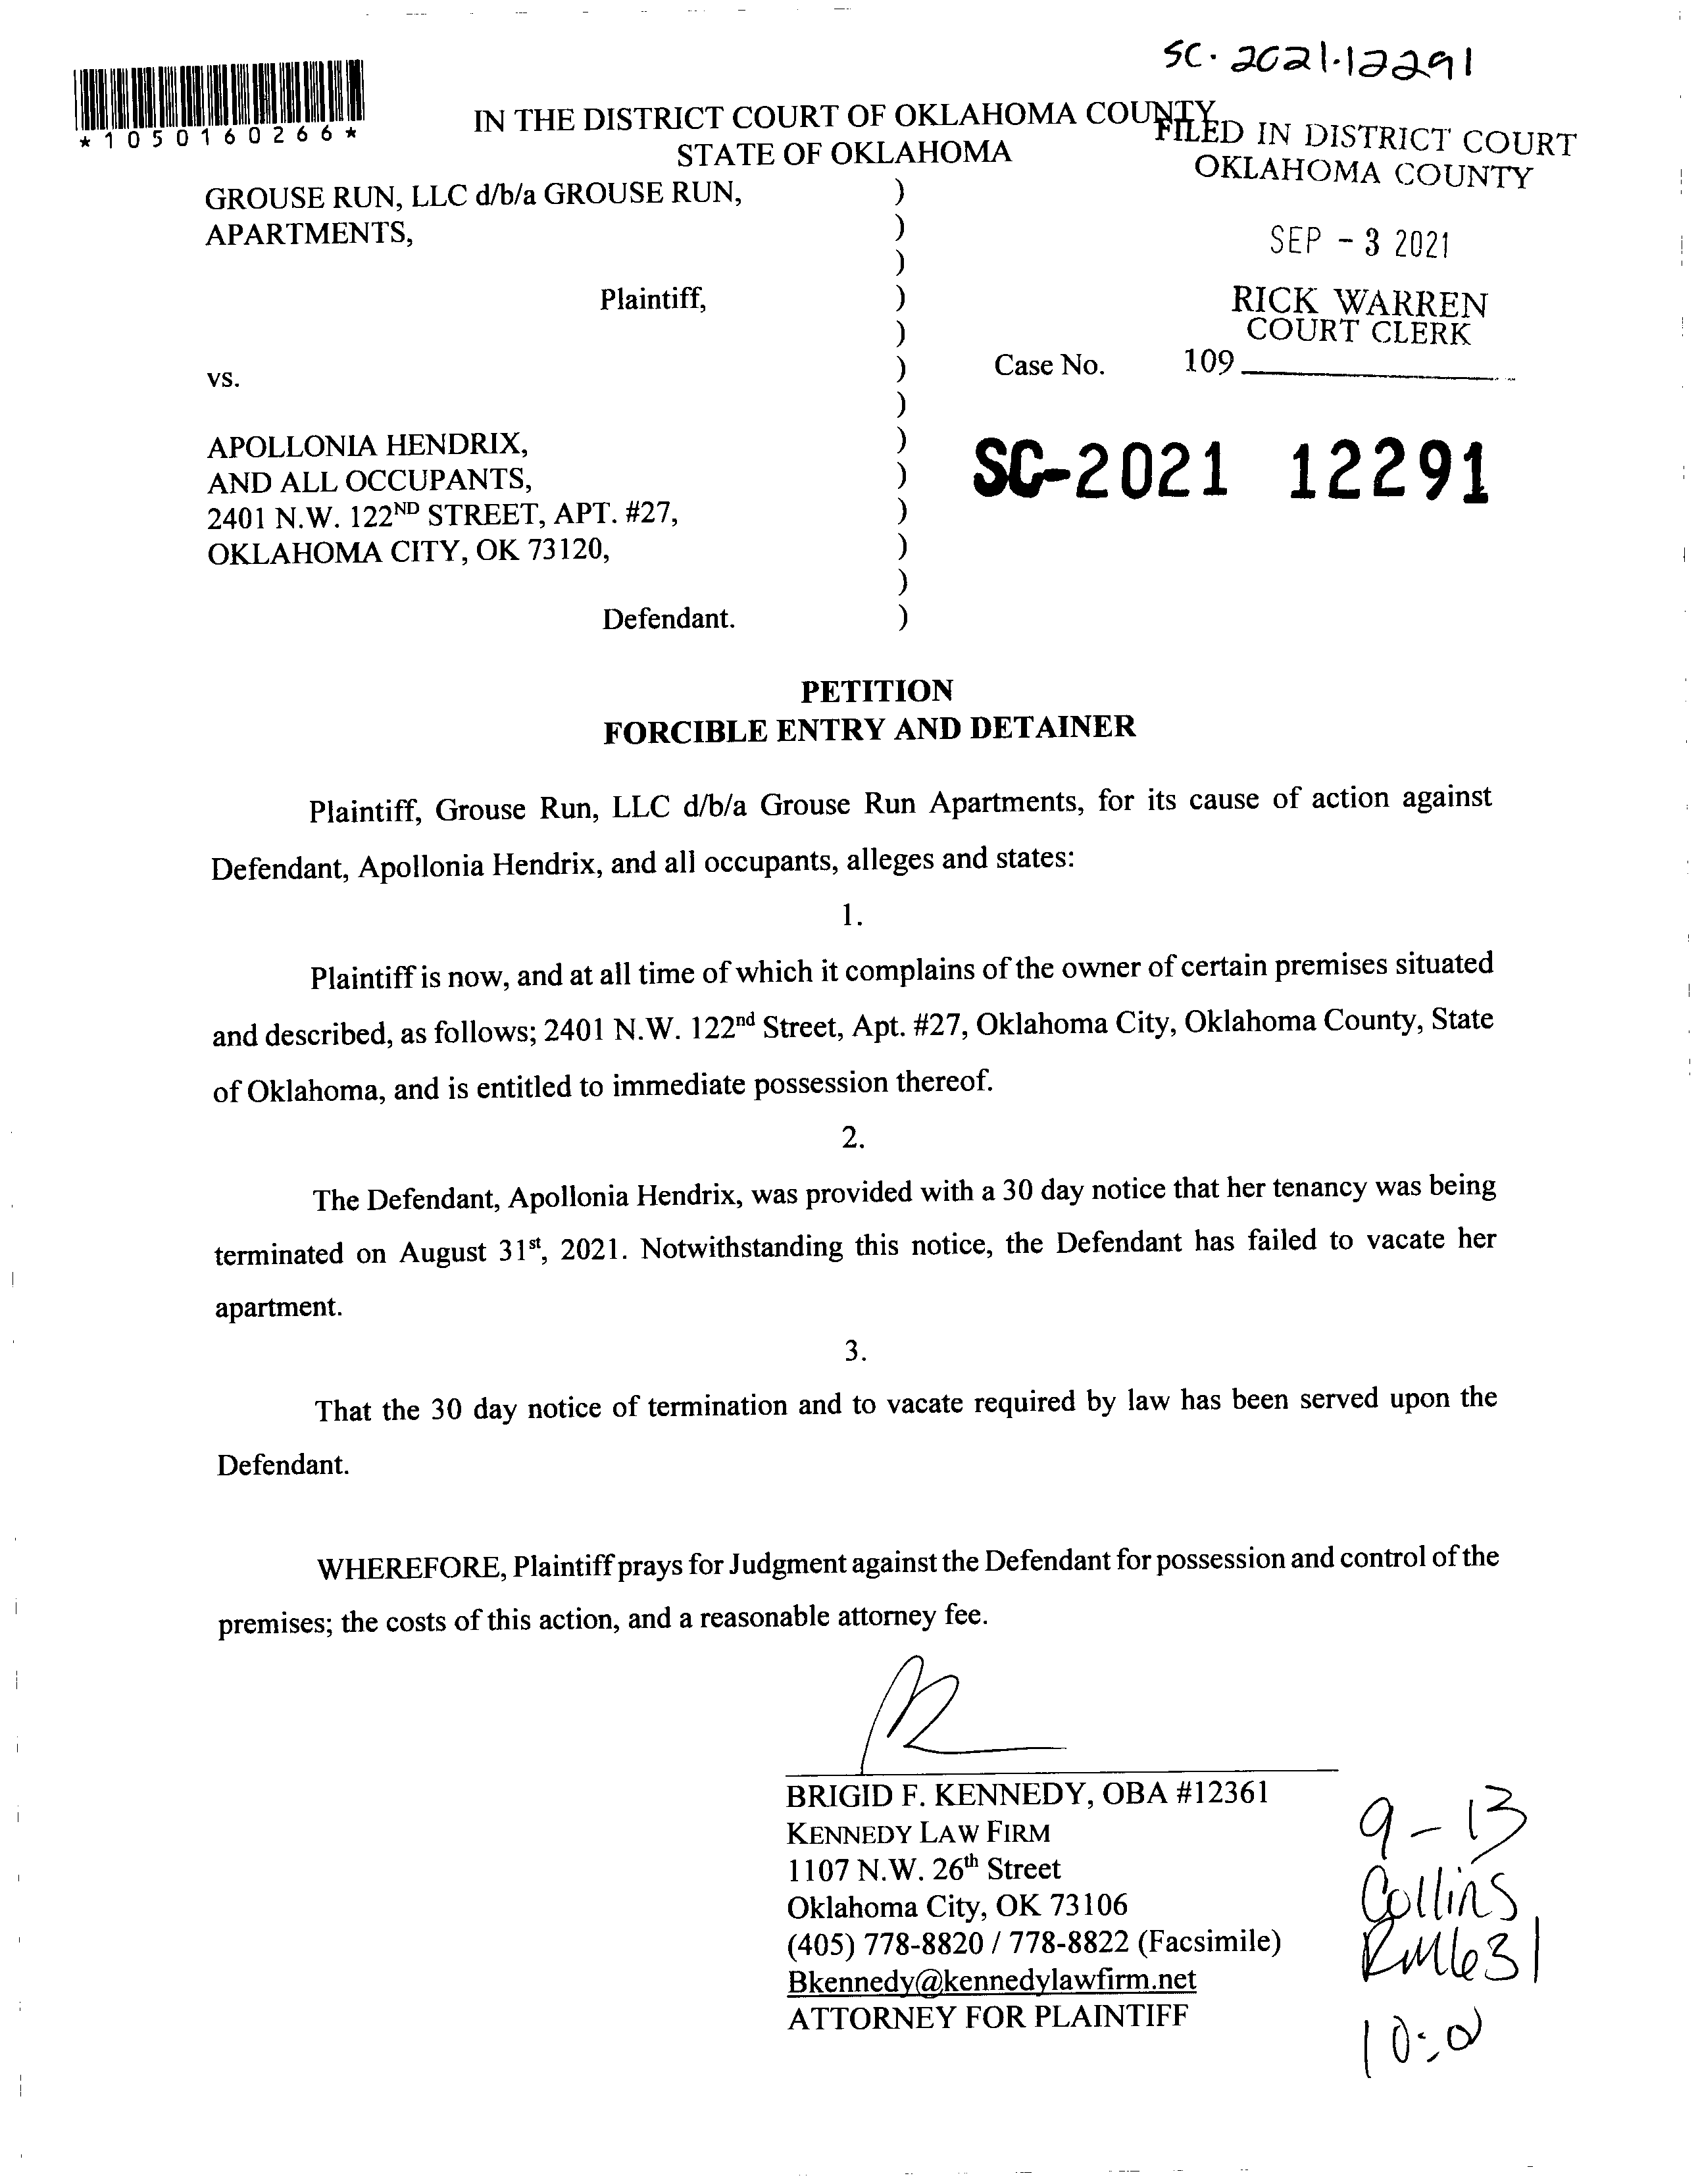 SC. 2021.12291
*1050160266*
IN THE DISTRICT COURT OF OKLAHOMA COUNTY
STATE OF OKLAHOMA
FILED IN DISTRICT COURT
OKLAHOMA COUNTY
SEP - 3 2021
RICK WARREN
COURT CLERK
109
GROUSE RUN, LLC d/b/a GROUSE RUN, )
APARTMENTS, )
)
Plaintiff, )
)
vs. ) Case No.
)
APOLLONIA HENDRIX, )
AND ALL OCCUPANTS, )
2401 N.W. 122ND STREET, APT. #27, )
OKLAHOMA CITY, OK 73120, )
)
Defendant. )
SC-2021 12291
PETITION
FORCIBLE ENTRY AND DETAINER
Plaintiff, Grouse Run, LLC d/b/a Grouse Run Apartments, for its cause of action against
Defendant, Apollonia Hendrix, and all occupants, alleges and states:
1.
Plaintiff is now, and at all time of which it complains of the owner of certain premises situated
and described, as follows; 2401 N.W. 122nd Street, Apt. #27, Oklahoma City, Oklahoma County, State
of Oklahoma, and is entitled to immediate possession thereof.
2.
The Defendant, Apollonia Hendrix, was provided with a 30 day notice that her tenancy was being
terminated on August 31st, 2021. Notwithstanding this notice, the Defendant has failed to vacate her
apartment.
3.
That the 30 day notice of termination and to vacate required by law has been served upon the
Defendant.
WHEREFORE, Plaintiff prays for Judgment against the Defendant for possession and control of the
premises; the costs of this action, and a reasonable attorney fee.
BRIGID F. KENNEDY, OBA #12361
KENNEDY LAW FIRM
1107 N.W. 26th Street
Oklahoma City, OK 73106
(405) 778-8820 / 778-8822 (Facsimile)
Bkennedy@kennedylawfirm.net
ATTORNEY FOR PLAINTIFF
9-13
Collins
RM631